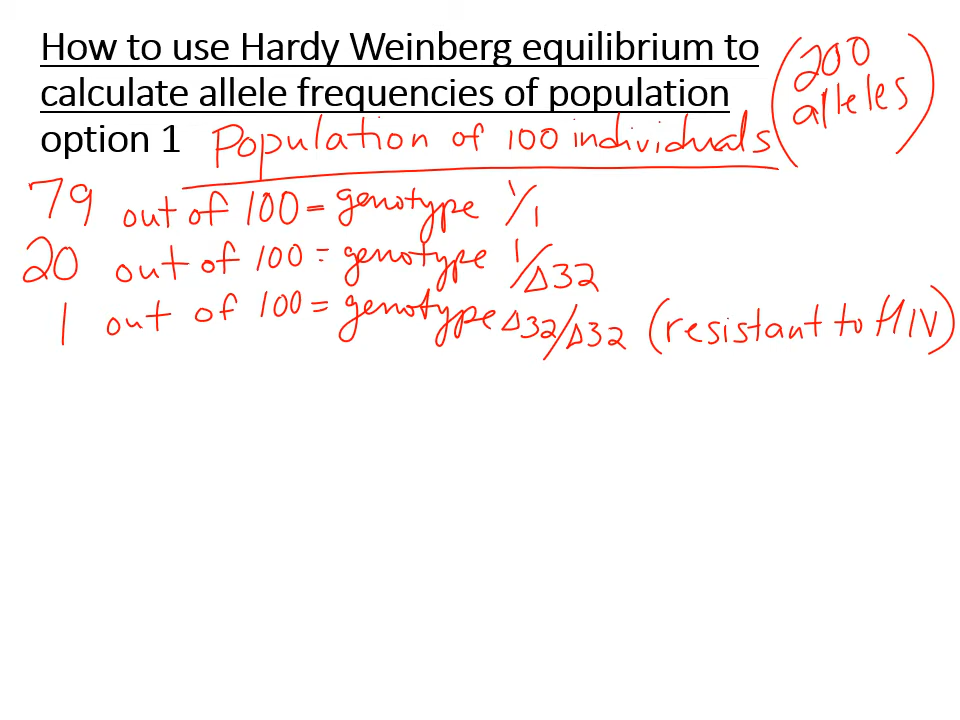 How to use Hardy Weinberg equilibrium to
calculate allele frequencies of population
option 1 Population of 100 individuals (200 alleles)
79 out of 100 = genotype 1/1
20 out of 100 = genotype 1/Δ32
1 out of 100 = genotype Δ32/Δ32 (resistant to HIV)